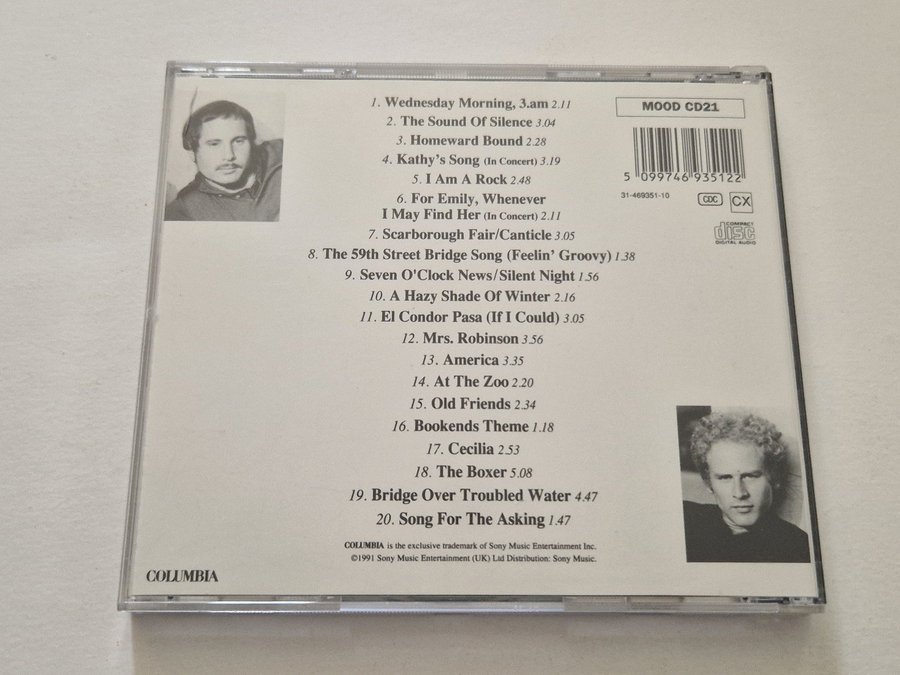 1. Wednesday Morning, 3.am 2.11
2. The Sound Of Silence 3.04
3. Homeward Bound 2.28
4. Kathy's Song (In Concert) 3.19
5. I Am A Rock 2.48
6. For Emily, Whenever
I May Find Her (In Concert) 2.11
7. Scarborough Fair/Canticle 3.05
8. The 59th Street Bridge Song (Feelin' Groovy) 1.38
9. Seven O'Clock News/Silent Night 1.56
10. A Hazy Shade Of Winter 2.16
11. El Condor Pasa (If I Could) 3.05
12. Mrs. Robinson 3.56
13. America 3.35
14. At The Zoo 2.20
15. Old Friends 2.34
16. Bookends Theme 1.18
17. Cecilia 2.53
18. The Boxer 5.08
19. Bridge Over Troubled Water 4.47
20. Song For The Asking 1.47
MOOD CD21
5 099746 935122
31-469351-10
CDC CX
COMPACT
disc
DIGITAL AUDIO
COLUMBIA is the exclusive trademark of Sony Music Entertainment Inc.
©1991 Sony Music Entertainment (UK) Ltd Distribution: Sony Music.
COLUMBIA